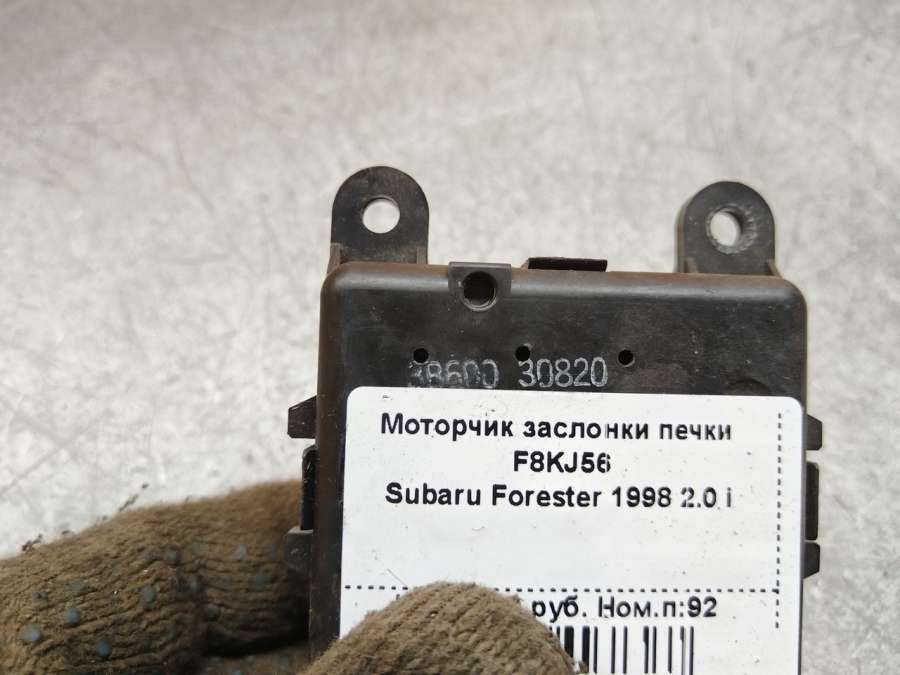 3B600 30820
Моторчик заслонки печки
F8KJ56
Subaru Forester 1998 2.0 i
руб. Ном.п:92